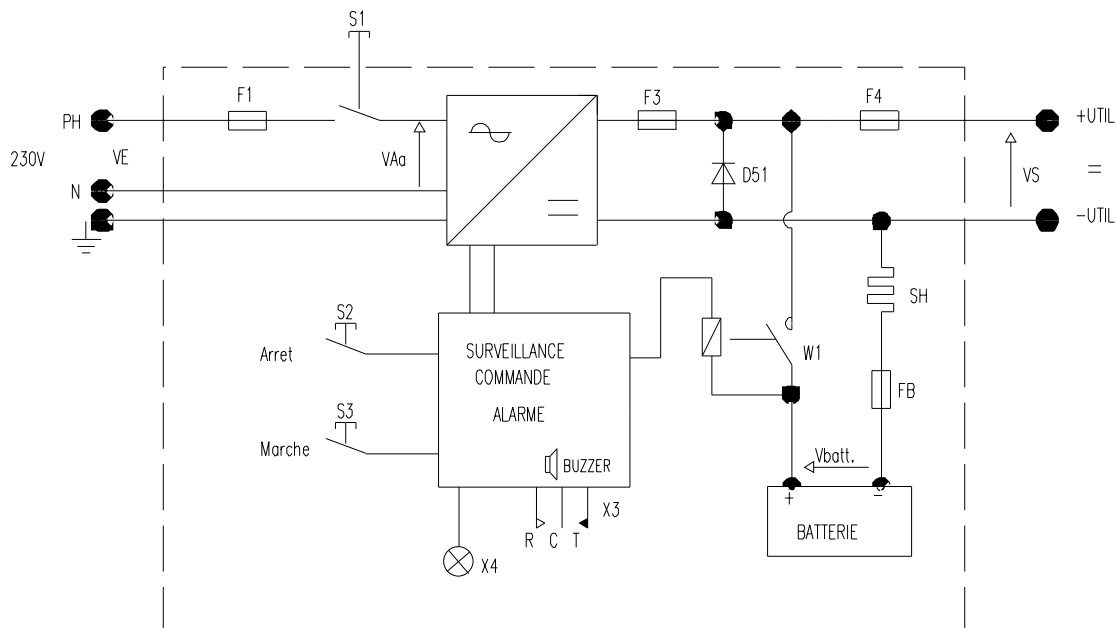 S1
F1
F3
F4
PH
+UTIL
230V
VE
VAa
D51
VS
=
N
-UTIL
S2
SH
Arret
SURVEILLANCE
COMMANDE
W1
ALARME
FB
S3
Marche
BUZZER
Vbatt.
X3
+
-
R C T
BATTERIE
X4